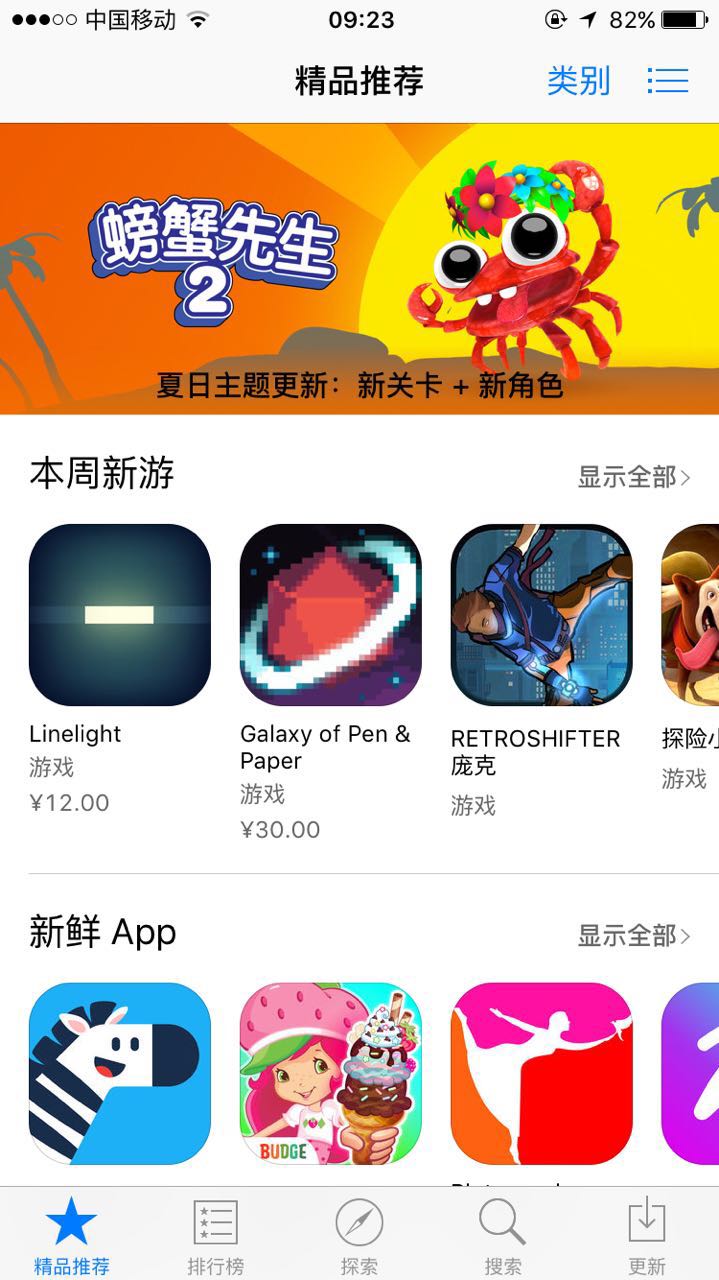 中国移动
09:23
82%
精品推荐
类别
螃蟹先生
2
夏日主题更新：新关卡 + 新角色
本周新游
显示全部
Linelight
游戏
¥12.00
Galaxy of Pen &
Paper
游戏
¥30.00
RETROSHIFTER
庞克
游戏
探险
游戏
新鲜 App
显示全部
BUDGE
精品推荐
排行榜
探索
搜索
更新